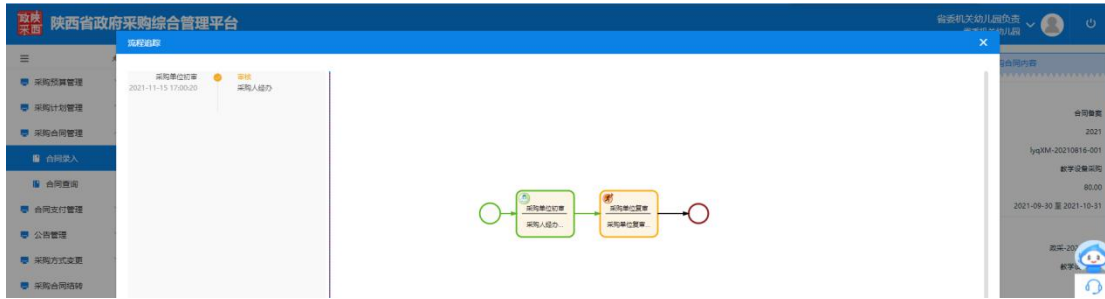 政陕
采西
陕西省政府采购综合管理平台
省委机关幼儿园负责
流程追踪
采购预算管理
采购计划管理
采购合同管理
合同录入
合同查询
合同支付管理
公告管理
采购方式变更
采购合同结转
采购单位初审
2021-11-15 17:00:20
审核
采购人经办
采购单位初审
采购人经办...
采购单位复审
采购单位复审...
合同内容
合同备案
2021
lyqXM-20210816-001
教学设备采购
80.00
2021-09-30 至 2021-10-31